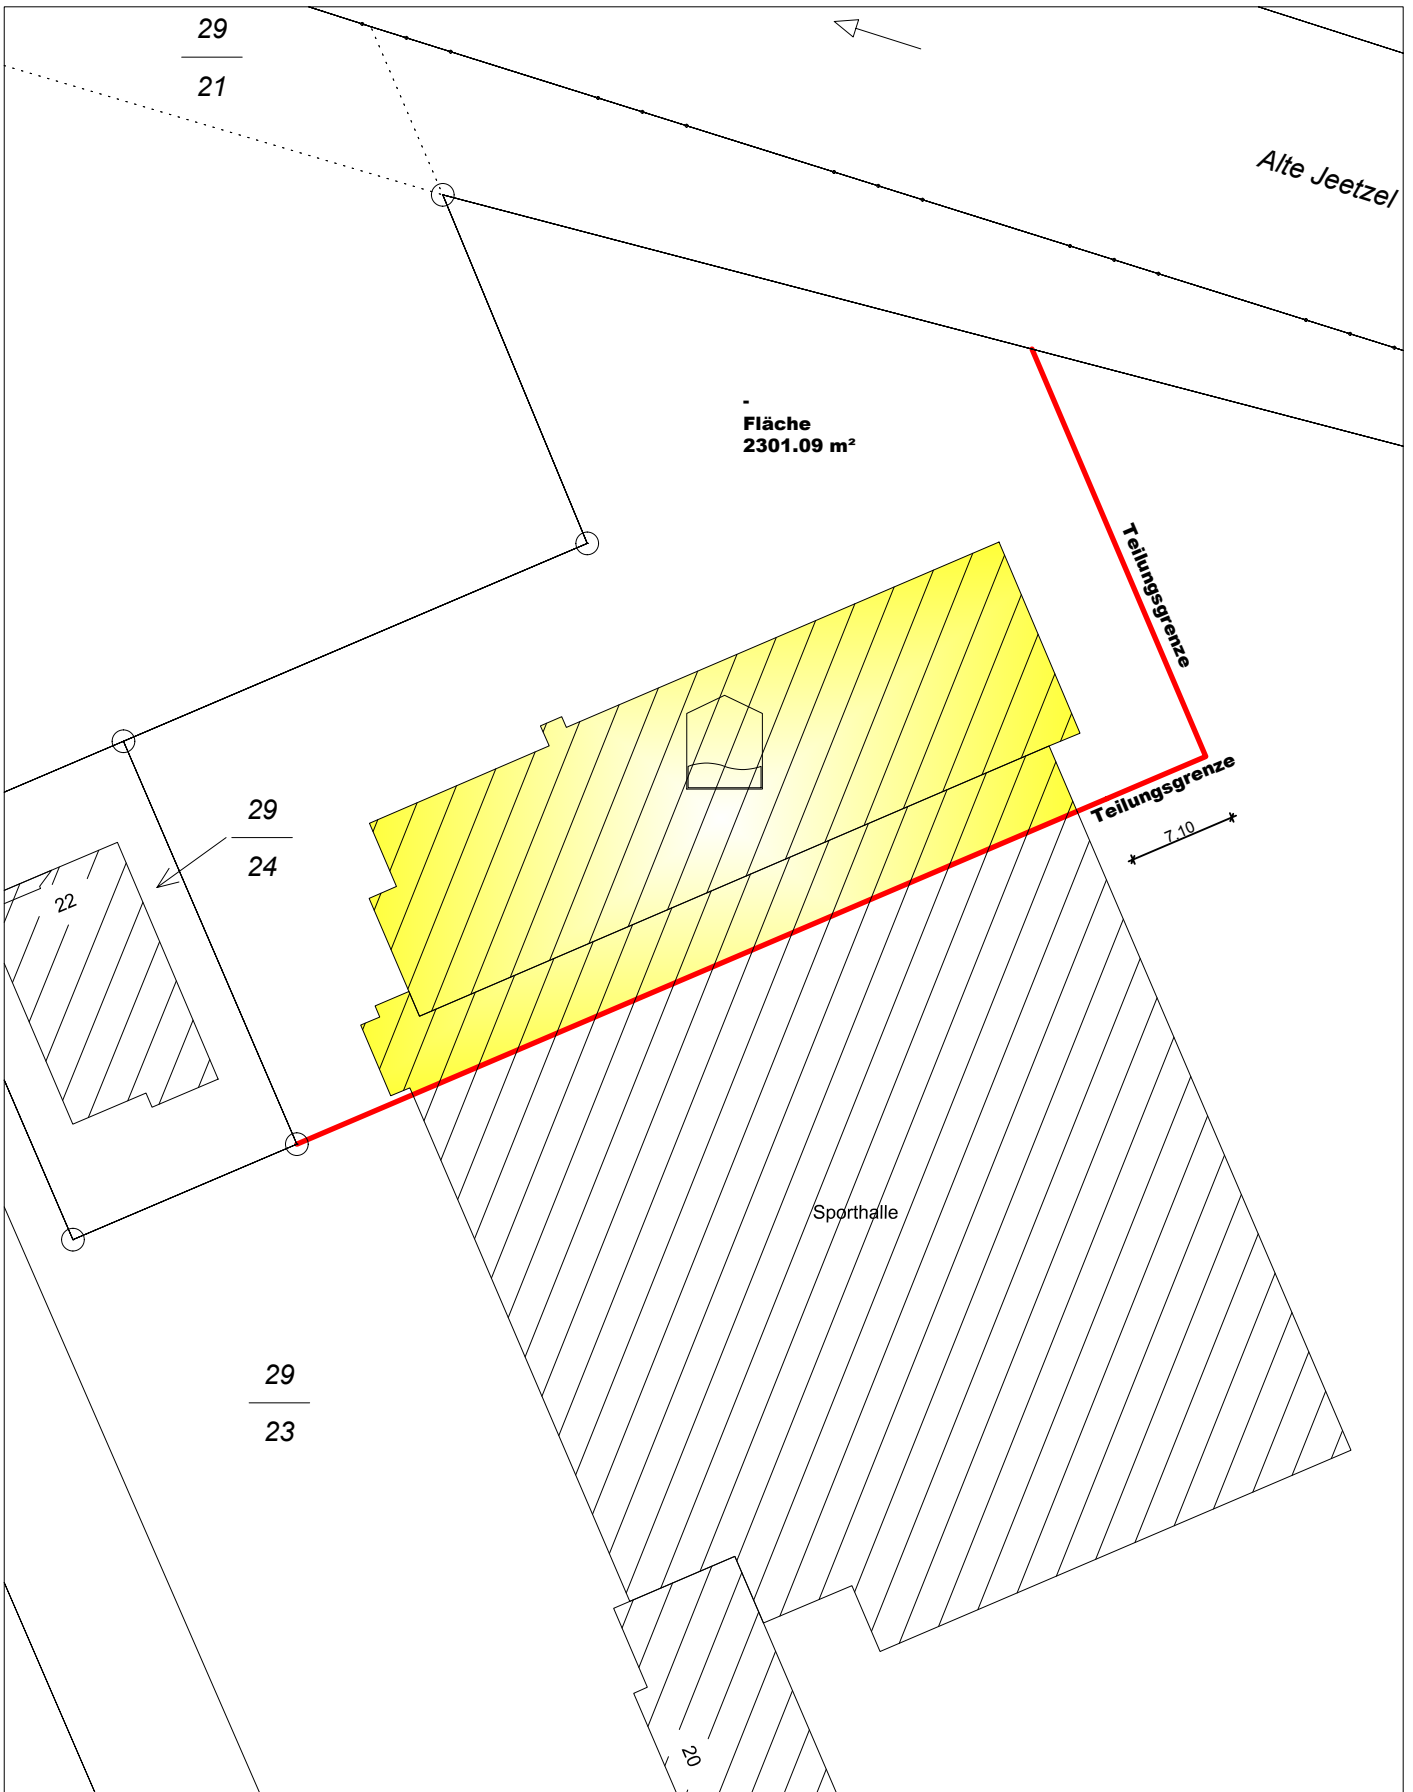 29
21
Alte Jeetzel
-
Fläche
2301.09 m²
Teilungsgrenze
Teilungsgrenze
7.10
29
24
22
Sporthalle
29
23
20